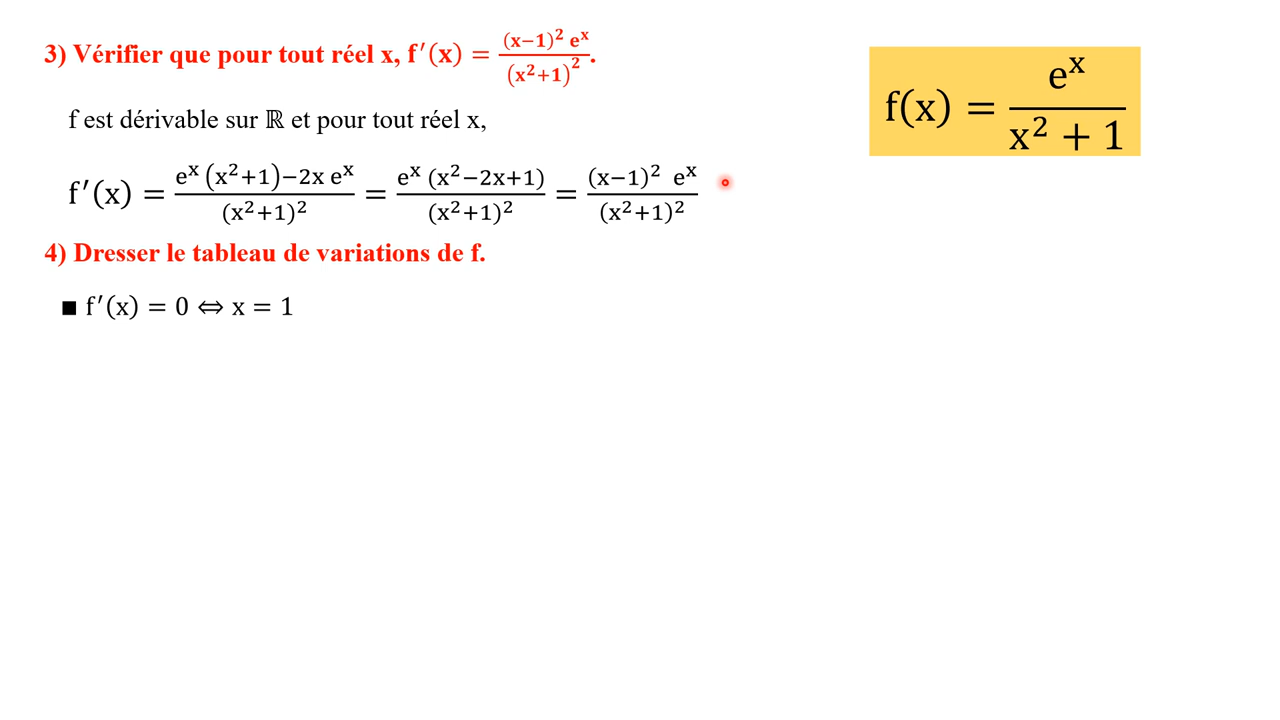 3) Vérifier que pour tout réel x, f′(x) = (x−1)² eˣ / (x²+1)².
f(x) = eˣ / (x² + 1)
f est dérivable sur ℝ et pour tout réel x,
f′(x) = (eˣ (x²+1)−2x eˣ) / (x²+1)² = (eˣ (x²−2x+1)) / (x²+1)² = ((x−1)² eˣ) / (x²+1)²
4) Dresser le tableau de variations de f.
■ f′(x) = 0 ⇔ x = 1